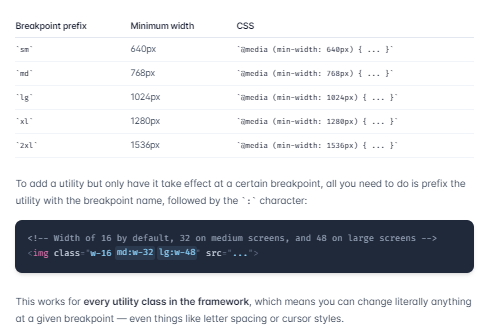 Breakpoint prefix Minimum width CSS
`sm` 640px `@media (min-width: 640px) { ... }`
`md` 768px `@media (min-width: 768px) { ... }`
`lg` 1024px `@media (min-width: 1024px) { ... }`
`xl` 1280px `@media (min-width: 1280px) { ... }`
`2xl` 1536px `@media (min-width: 1536px) { ... }`
To add a utility but only have it take effect at a certain breakpoint, all you need to do is prefix the
utility with the breakpoint name, followed by the `:` character:
<!-- Width of 16 by default, 32 on medium screens, and 48 on large screens -->
<img class="w-16 md:w-32 lg:w-48" src="...">
This works for every utility class in the framework, which means you can change literally anything
at a given breakpoint — even things like letter spacing or cursor styles.